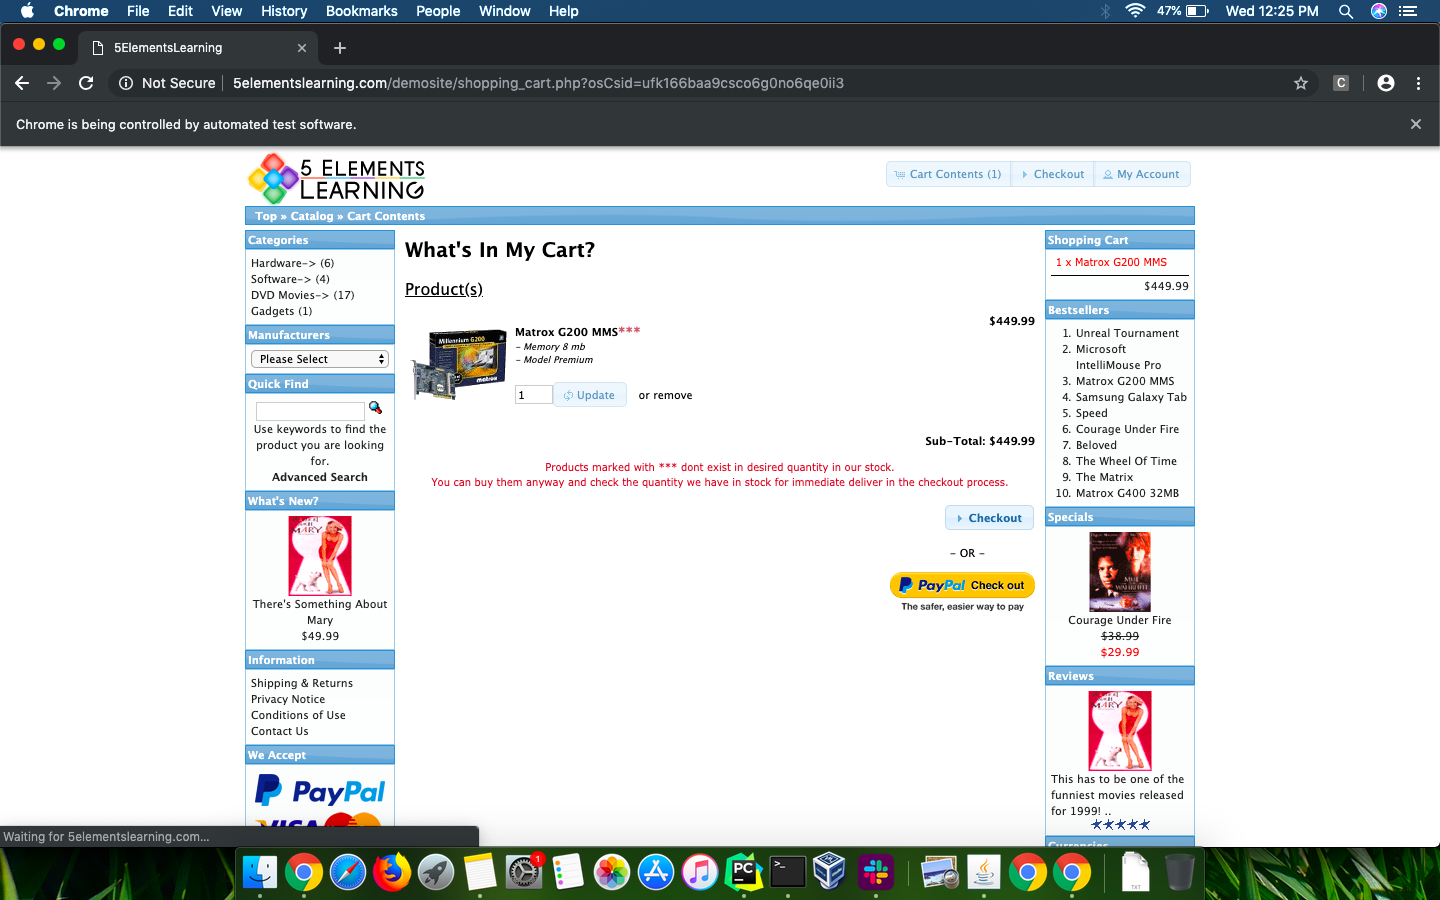 Chrome File Edit View History Bookmarks People Window Help 47% Wed 12:25 PM
5ElementsLearning
Not Secure 5elementslearning.com/demosite/shopping_cart.php?osCsid=ufk166baa9csco6g0no6qe0ii3 C
Chrome is being controlled by automated test software.
5 ELEMENTS
LEARNING
Cart Contents (1) Checkout My Account
Top » Catalog » Cart Contents
Categories
Hardware-> (6)
Software-> (4)
DVD Movies-> (17)
Gadgets (1)
Manufacturers
Please Select
Quick Find
Use keywords to find the
product you are looking
for.
Advanced Search
What's New?
MARY
There's Something About
Mary
$49.99
Information
Shipping & Returns
Privacy Notice
Conditions of Use
Contact Us
We Accept
PayPal
VISA
What's In My Cart?
Product(s)
$449.99
Millennium G200
matrox
Matrox G200 MMS***
- Memory 8 mb
- Model Premium
1 Update or remove
Sub-Total: $449.99
Products marked with *** dont exist in desired quantity in our stock.
You can buy them anyway and check the quantity we have in stock for immediate deliver in the checkout process.
Checkout
- OR -
PayPal Check out
The safer, easier way to pay
Shopping Cart
1 x Matrox G200 MMS
$449.99
Bestsellers
1. Unreal Tournament
2. Microsoft
IntelliMouse Pro
3. Matrox G200 MMS
4. Samsung Galaxy Tab
5. Speed
6. Courage Under Fire
7. Beloved
8. The Wheel Of Time
9. The Matrix
10. Matrox G400 32MB
Specials
Courage Under Fire
$38.99
$29.99
Reviews
MARY
This has to be one of the
funniest movies released
for 1999! ..
Currencies
Waiting for 5elementslearning.com...
1
PC
>_
TXT